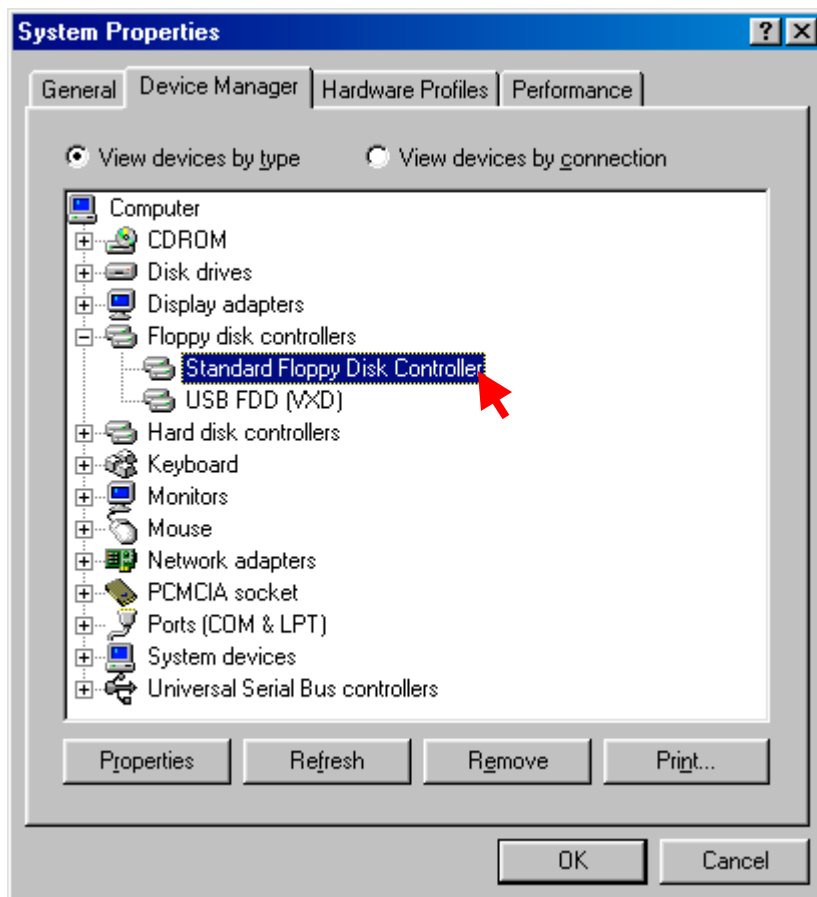 System Properties
General Device Manager Hardware Profiles Performance
View devices by type View devices by connection
Computer
CDROM
Disk drives
Display adapters
Floppy disk controllers
Standard Floppy Disk Controller
USB FDD (VXD)
Hard disk controllers
Keyboard
Monitors
Mouse
Network adapters
PCMCIA socket
Ports (COM & LPT)
System devices
Universal Serial Bus controllers
Properties Refresh Remove Print...
OK Cancel